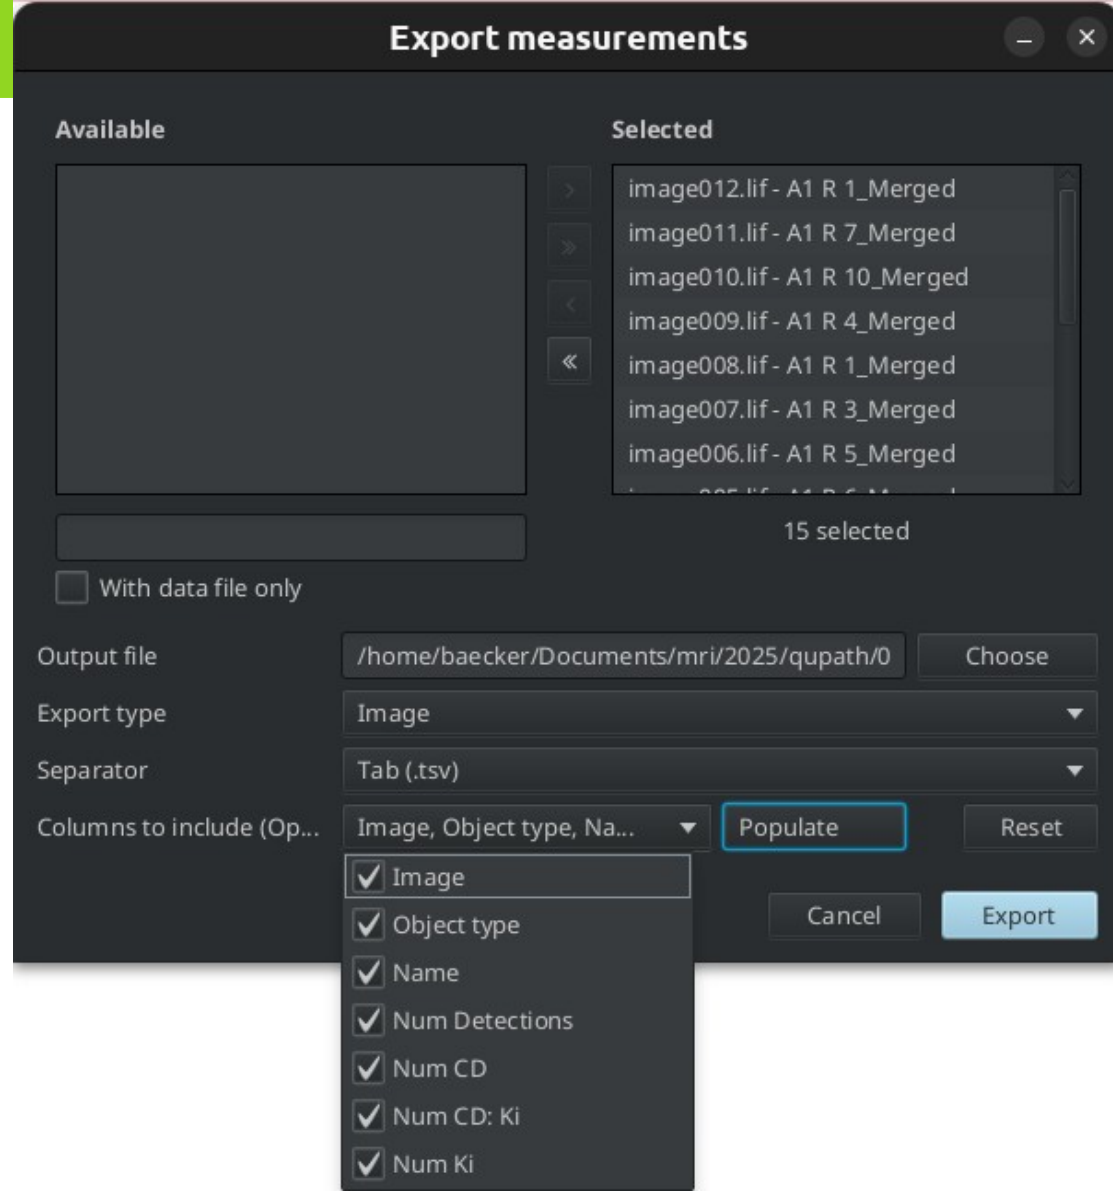 Export measurements
Available
Selected
image012.lif - A1 R 1_Merged
image011.lif - A1 R 7_Merged
image010.lif - A1 R 10_Merged
image009.lif - A1 R 4_Merged
image008.lif - A1 R 1_Merged
image007.lif - A1 R 3_Merged
image006.lif - A1 R 5_Merged
15 selected
With data file only
Output file
/home/baecker/Documents/mri/2025/qupath/0
Choose
Export type
Image
Separator
Tab (.tsv)
Columns to include (Op...
Image, Object type, Na...
Populate
Reset
Image
Object type
Name
Num Detections
Num CD
Num CD: Ki
Num Ki
Cancel
Export